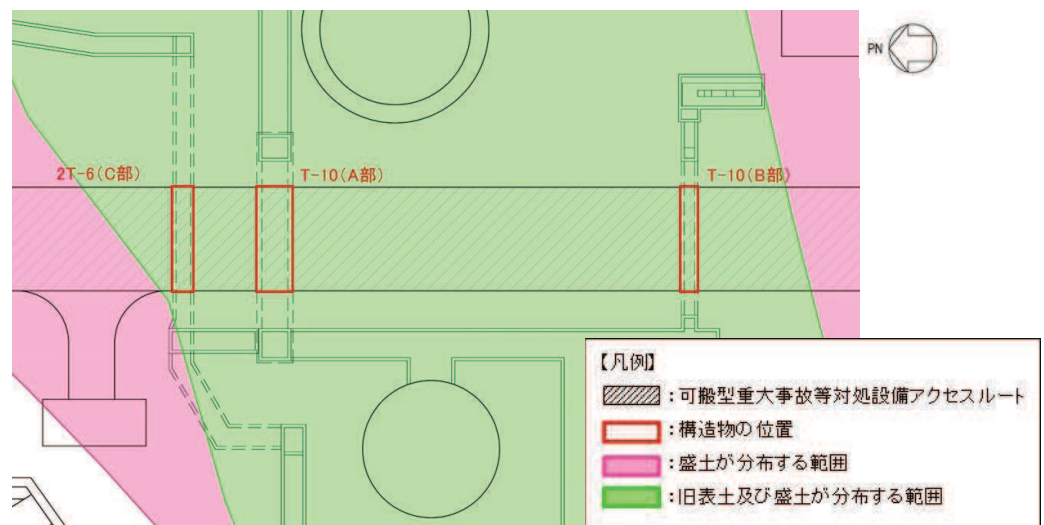 PN
2T-6(C部)
T-10(A部)
T-10(B部)
【凡例】
：可搬型重大事故等対処設備アクセスルート
：構造物の位置
：盛土が分布する範囲
：旧表土及び盛土が分布する範囲